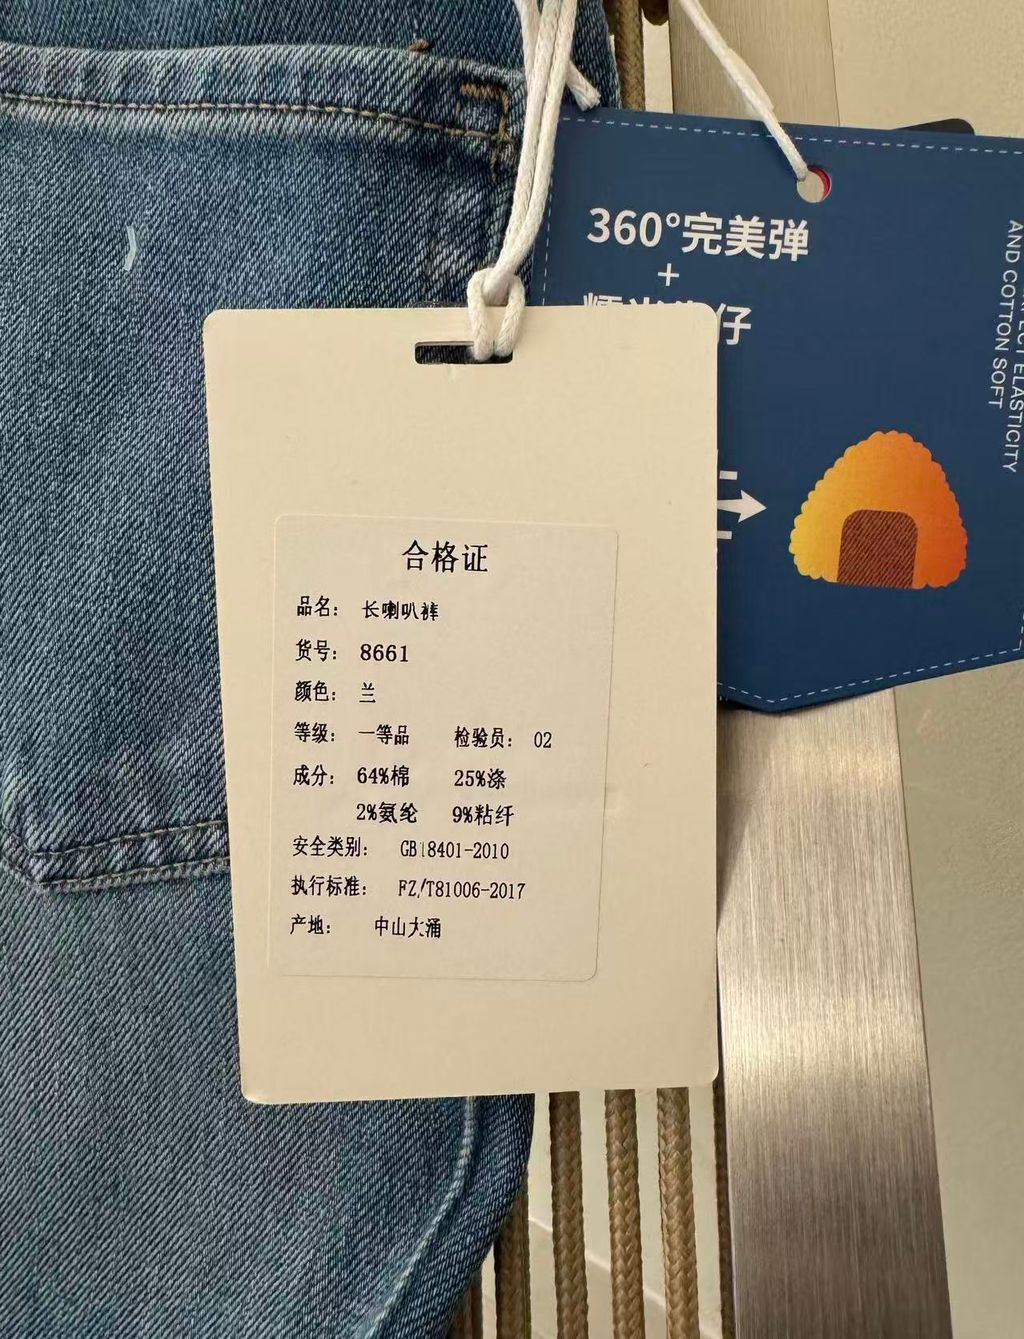 360°完美弹
+
仔
AND COTTON SOFT
ELASTICITY
合格证
品名： 长喇叭裤
货号： 8661
颜色： 兰
等级： 一等品 检验员： 02
成分： 64%棉 25%涤
2%氨纶 9%粘纤
安全类别： GB18401-2010
执行标准： FZ/T81006-2017
产地： 中山大涌